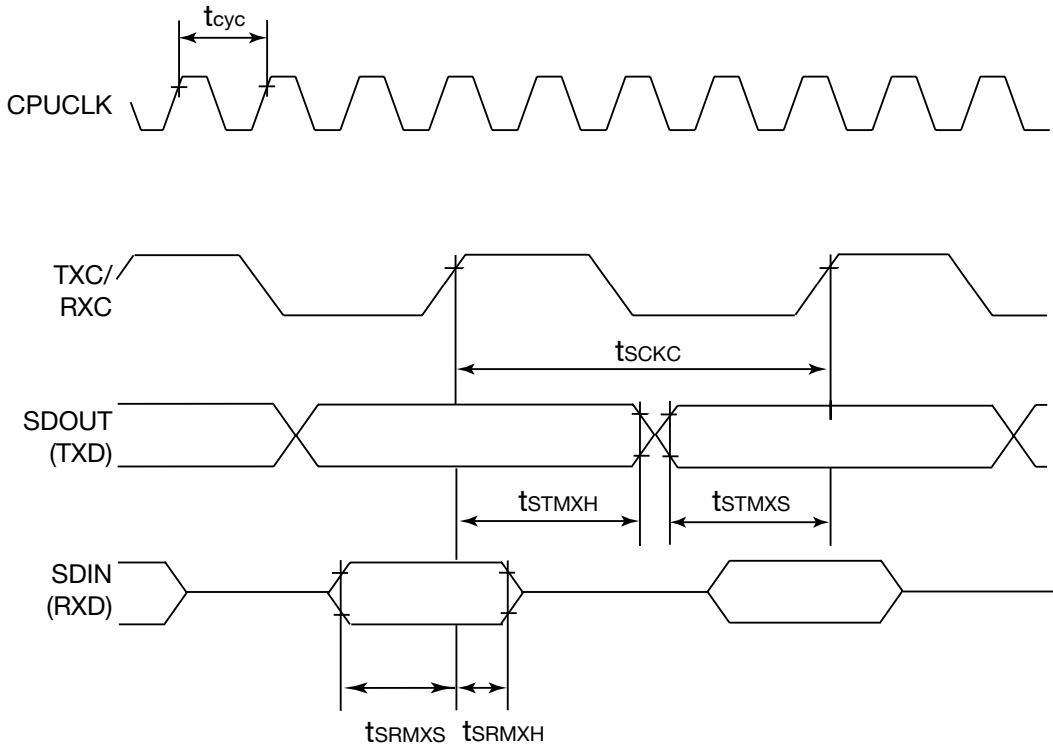 tcyc
CPUCLK
TXC/
RXC
tSCKC
SDOUT
(TXD)
tSTMXH
tSTMXS
SDIN
(RXD)
tSRMXS
tSRMXH